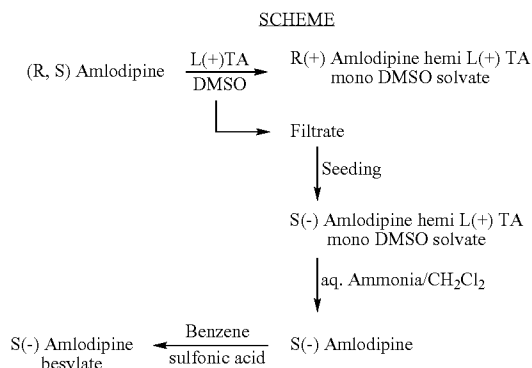 SCHEME
(R, S) Amlodipine
L(+)TA
DMSO
R(+) Amlodipine hemi L(+) TA
mono DMSO solvate
Filtrate
Seeding
S(-) Amlodipine hemi L(+) TA
mono DMSO solvate
aq. Ammonia/CH2Cl2
S(-) Amlodipine
Benzene
sulfonic acid
S(-) Amlodipine
besylate